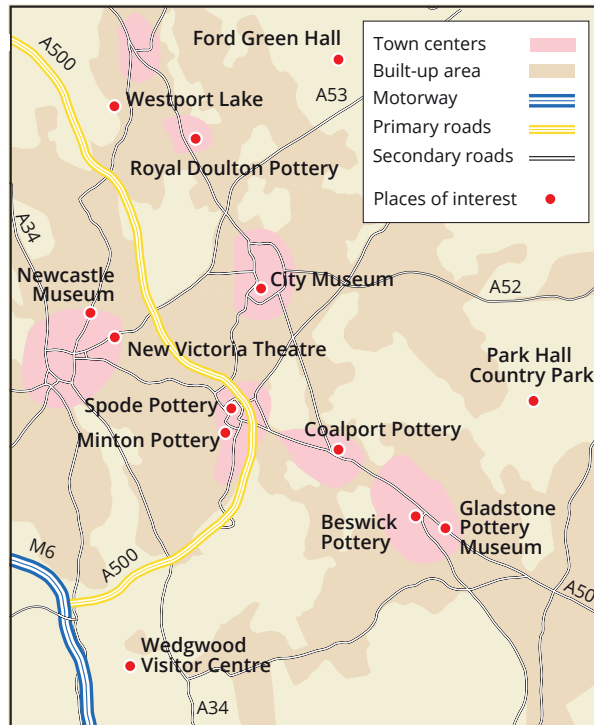 A500
Ford Green Hall
Westport Lake
A53
Royal Doulton Pottery
Town centers
Built-up area
Motorway
Primary roads
Secondary roads
Places of interest
A34
Newcastle
Museum
City Museum
A52
New Victoria Theatre
Park Hall
Country Park
Spode Pottery
Minton Pottery
Coalport Pottery
Beswick
Pottery
Gladstone
Pottery
Museum
M6
A500
A50
Wedgwood
Visitor Centre
A34